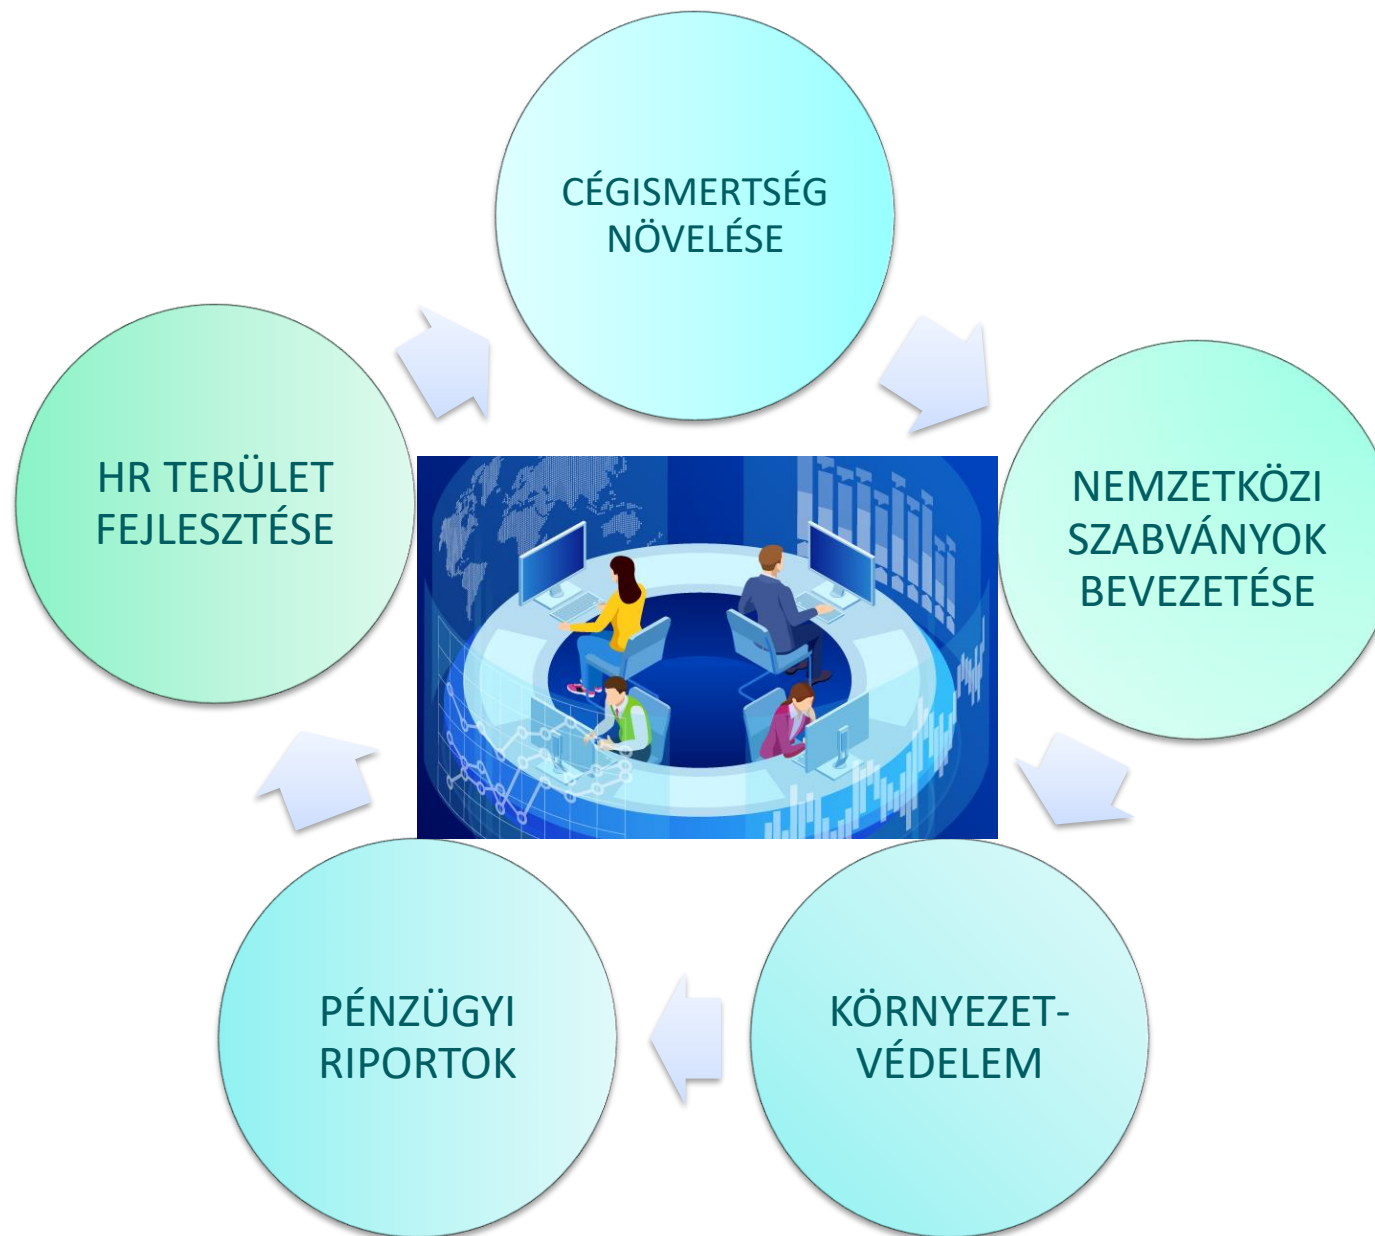 CÉGISMERTSÉG
NÖVELÉSE
NEMZETKÖZI
SZABVÁNYOK
BEVEZETÉSE
KÖRNYEZET-
VÉDELEM
PÉNZÜGYI
RIPORTOK
HR TERÜLET
FEJLESZTÉSE